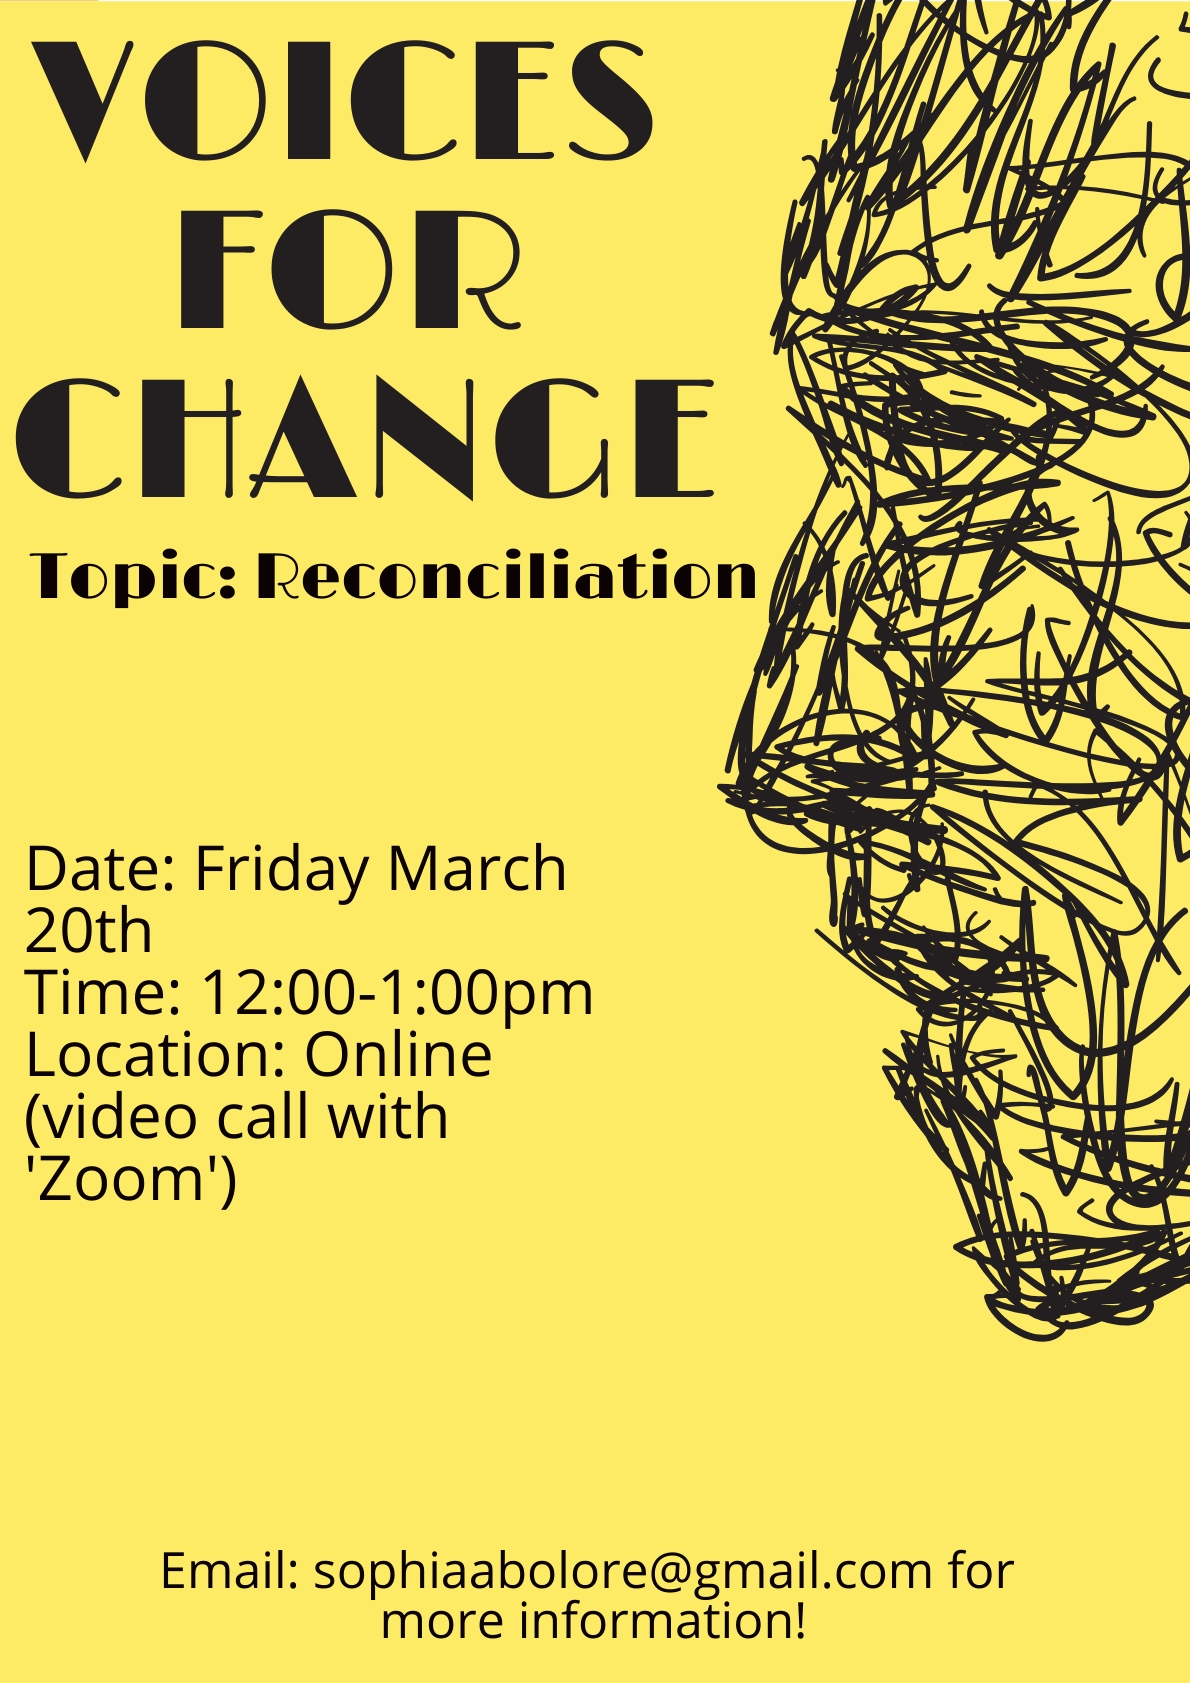 VOICES
FOR
CHANGE
Topic: Reconciliation
Date: Friday March
20th
Time: 12:00-1:00pm
Location: Online
(video call with
'Zoom')
Email: sophiaabolore@gmail.com for
more information!